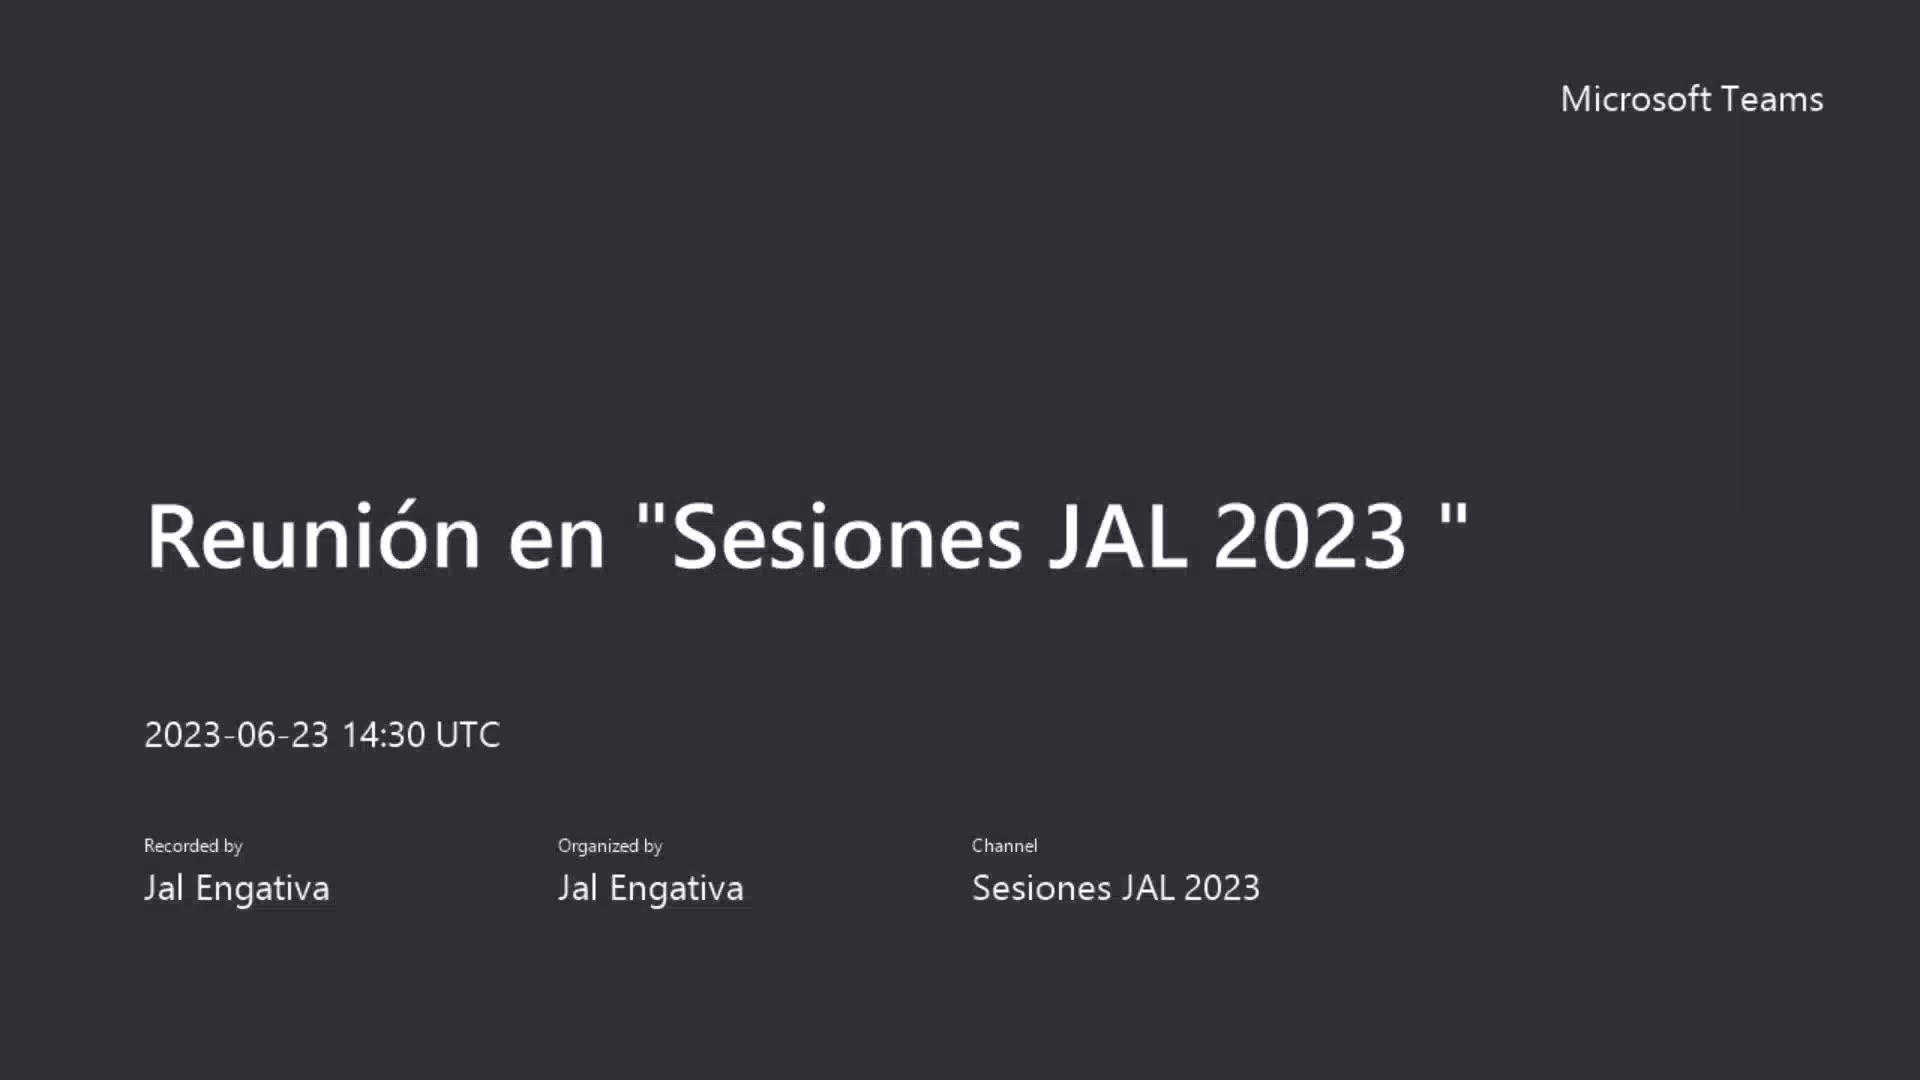 Microsoft Teams
Reunión en "Sesiones JAL 2023 "
2023-06-23 14:30 UTC
Recorded by
Jal Engativa
Organized by
Jal Engativa
Channel
Sesiones JAL 2023